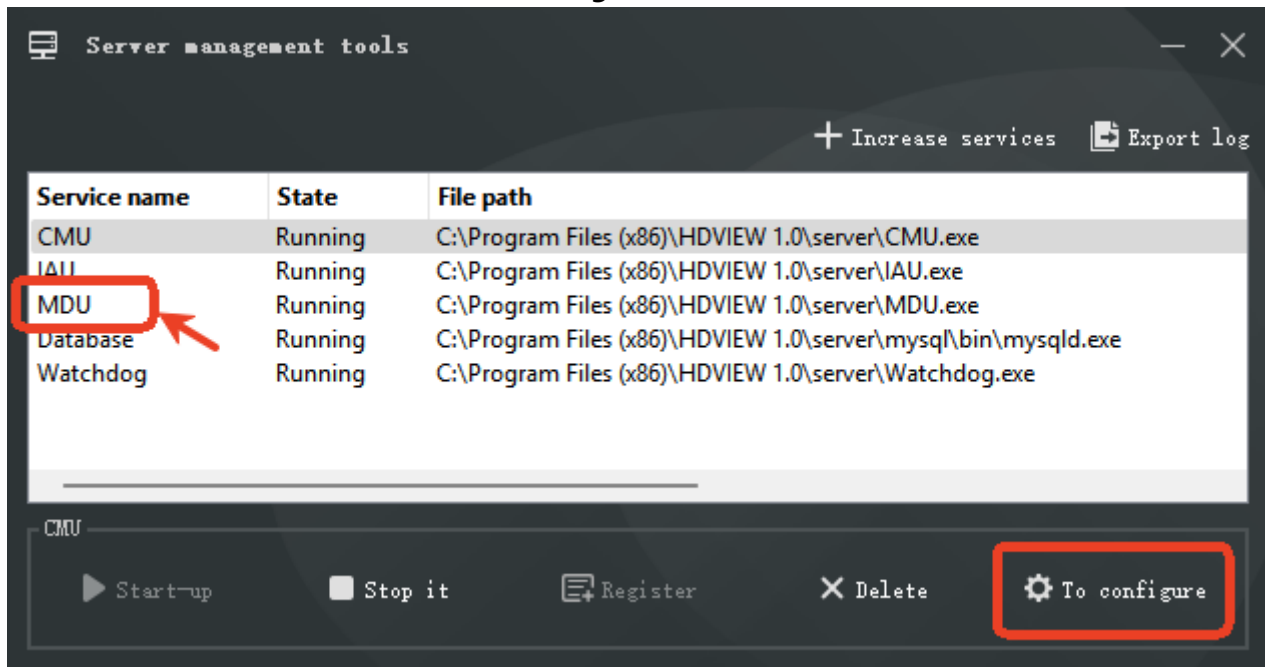 Server management tools
Increase services Export log
Service name State File path
CMU Running C:\Program Files (x86)\HDVIEW 1.0\server\CMU.exe
IAU Running C:\Program Files (x86)\HDVIEW 1.0\server\IAU.exe
MDU Running C:\Program Files (x86)\HDVIEW 1.0\server\MDU.exe
Database Running C:\Program Files (x86)\HDVIEW 1.0\server\mysql\bin\mysqld.exe
Watchdog Running C:\Program Files (x86)\HDVIEW 1.0\server\Watchdog.exe
CMU
Start-up Stop it Register Delete To configure